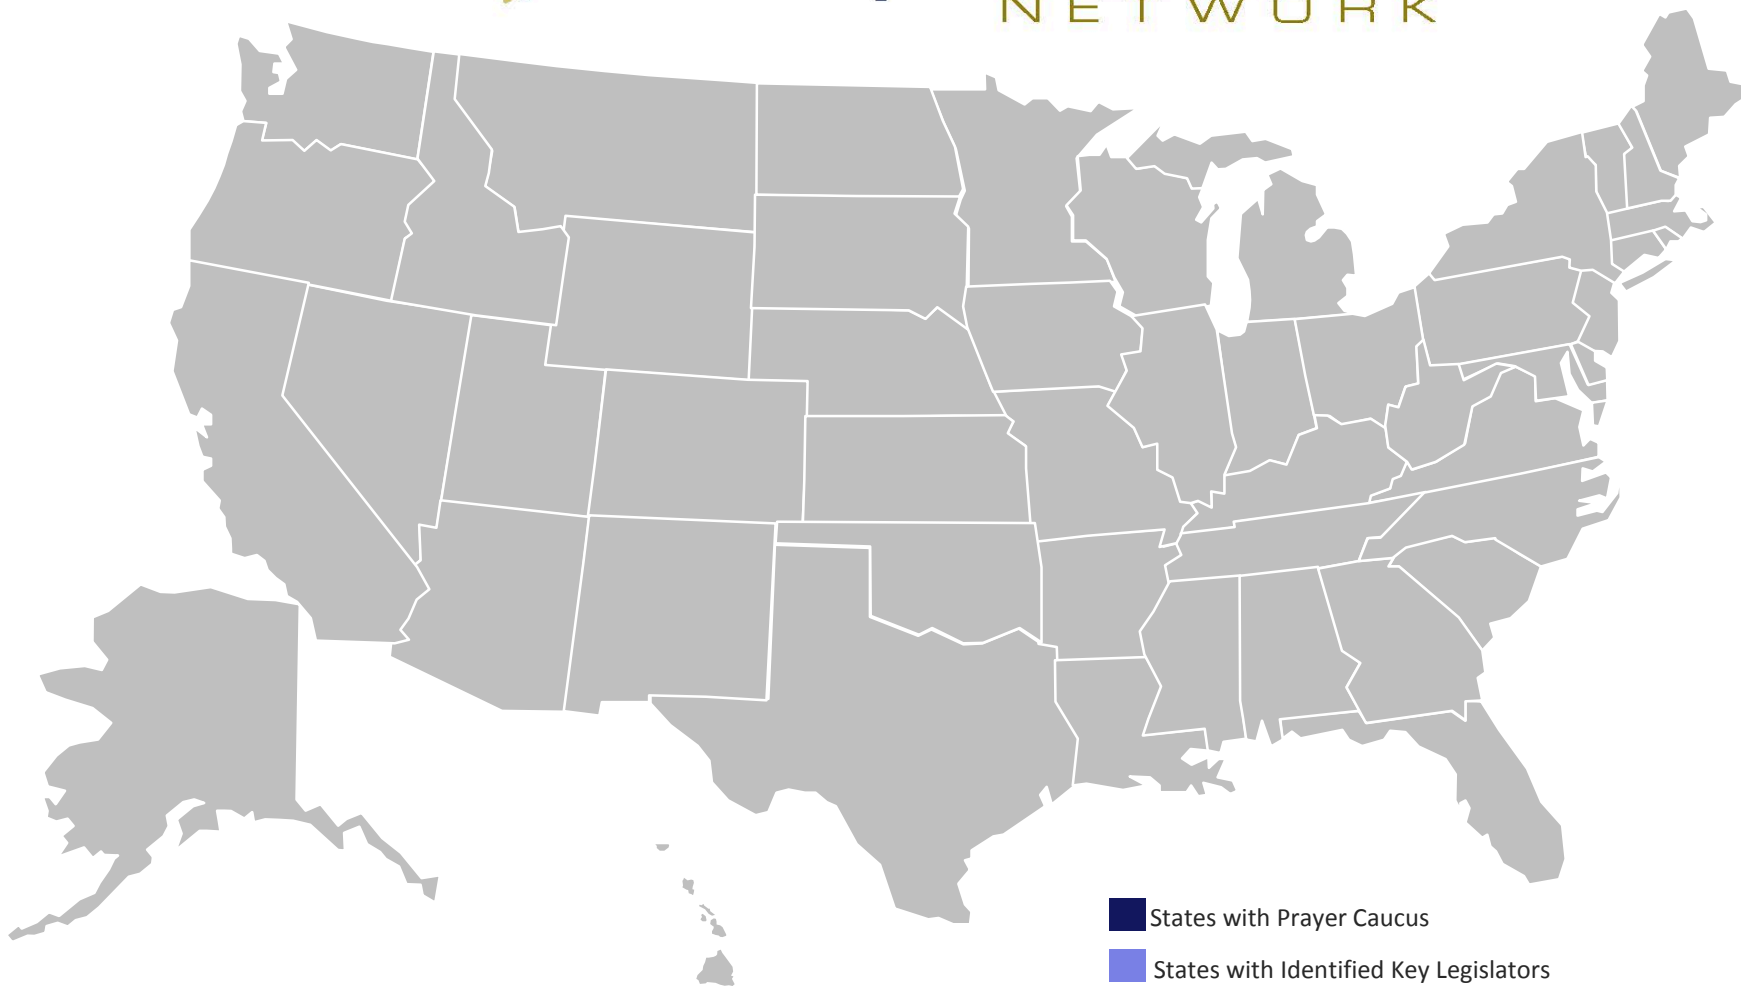 NETWORK
States with Prayer Caucus
States with Identified Key Legislators